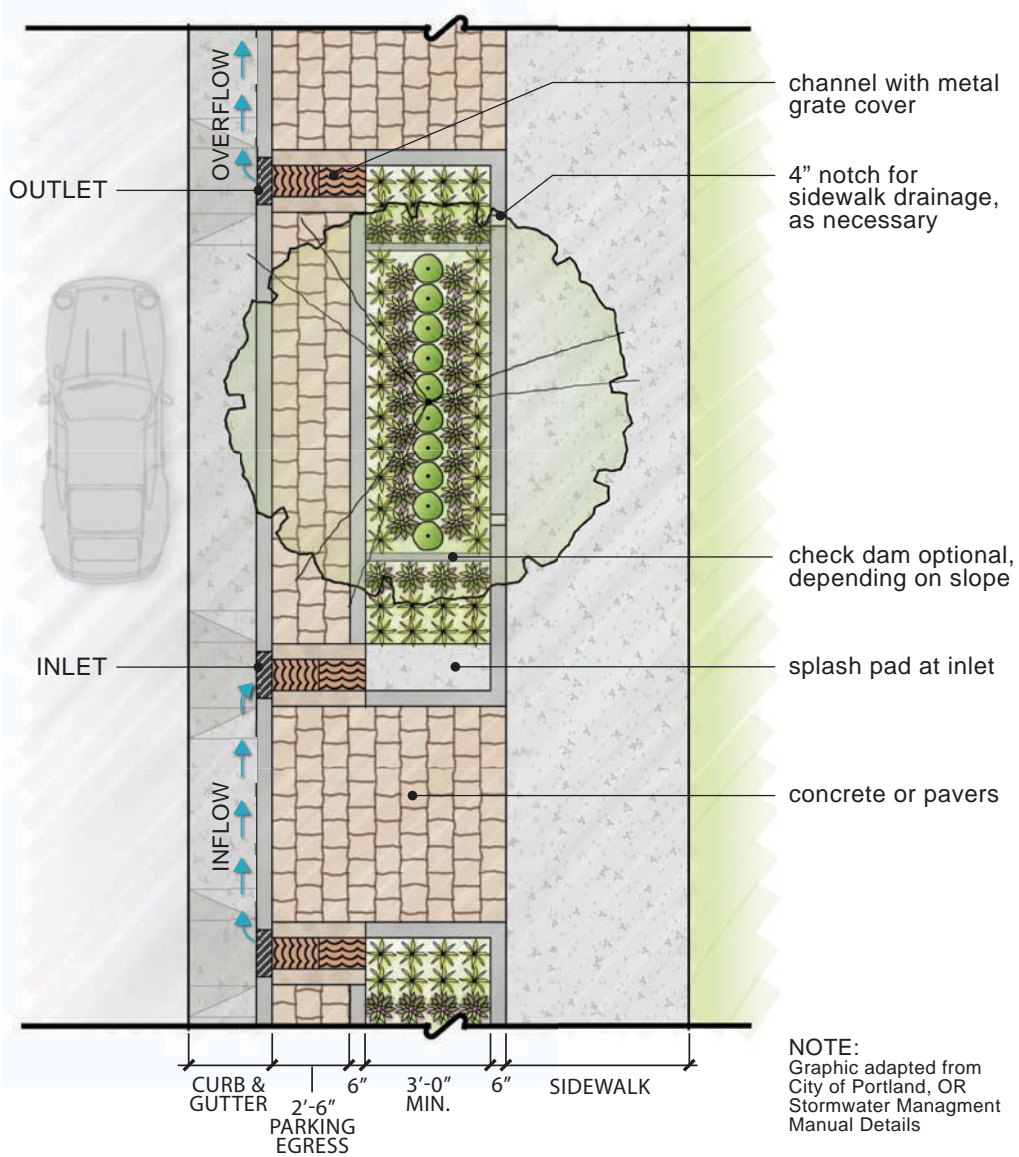 OVERFLOW
channel with metal
grate cover
OUTLET
4” notch for
sidewalk drainage,
as necessary
check dam optional,
depending on slope
INLET
splash pad at inlet
INFLOW
concrete or pavers
CURB &
GUTTER
2’-6”
PARKING
EGRESS
6”
3’-0”
MIN.
6”
SIDEWALK
NOTE:
Graphic adapted from
City of Portland, OR
Stormwater Managment
Manual Details